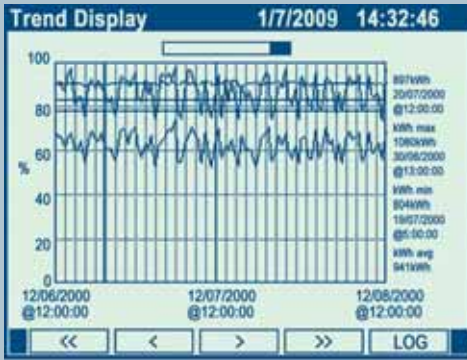 Trend Display 1/7/2009 14:32:46
100
80
60
%
40
20
0
897kWh
20/07/2000
@12:00:00
kWh max
1080kWh
30/06/2000
@13:00:00
kWh min
804kWh
19/07/2000
@5:00:00
kWh avg
941kWh
12/06/2000 12/07/2000 12/08/2000
@12:00:00 @12:00:00 @12:00:00
<< < > >> LOG